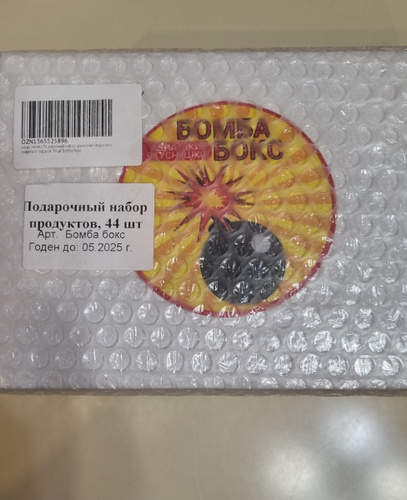 OZN1565525896
Подарочный набор
продуктов, 44 шт
Арт. Бомба бокс
Годен до: 05.2025 г.
БОМБА
БОКС